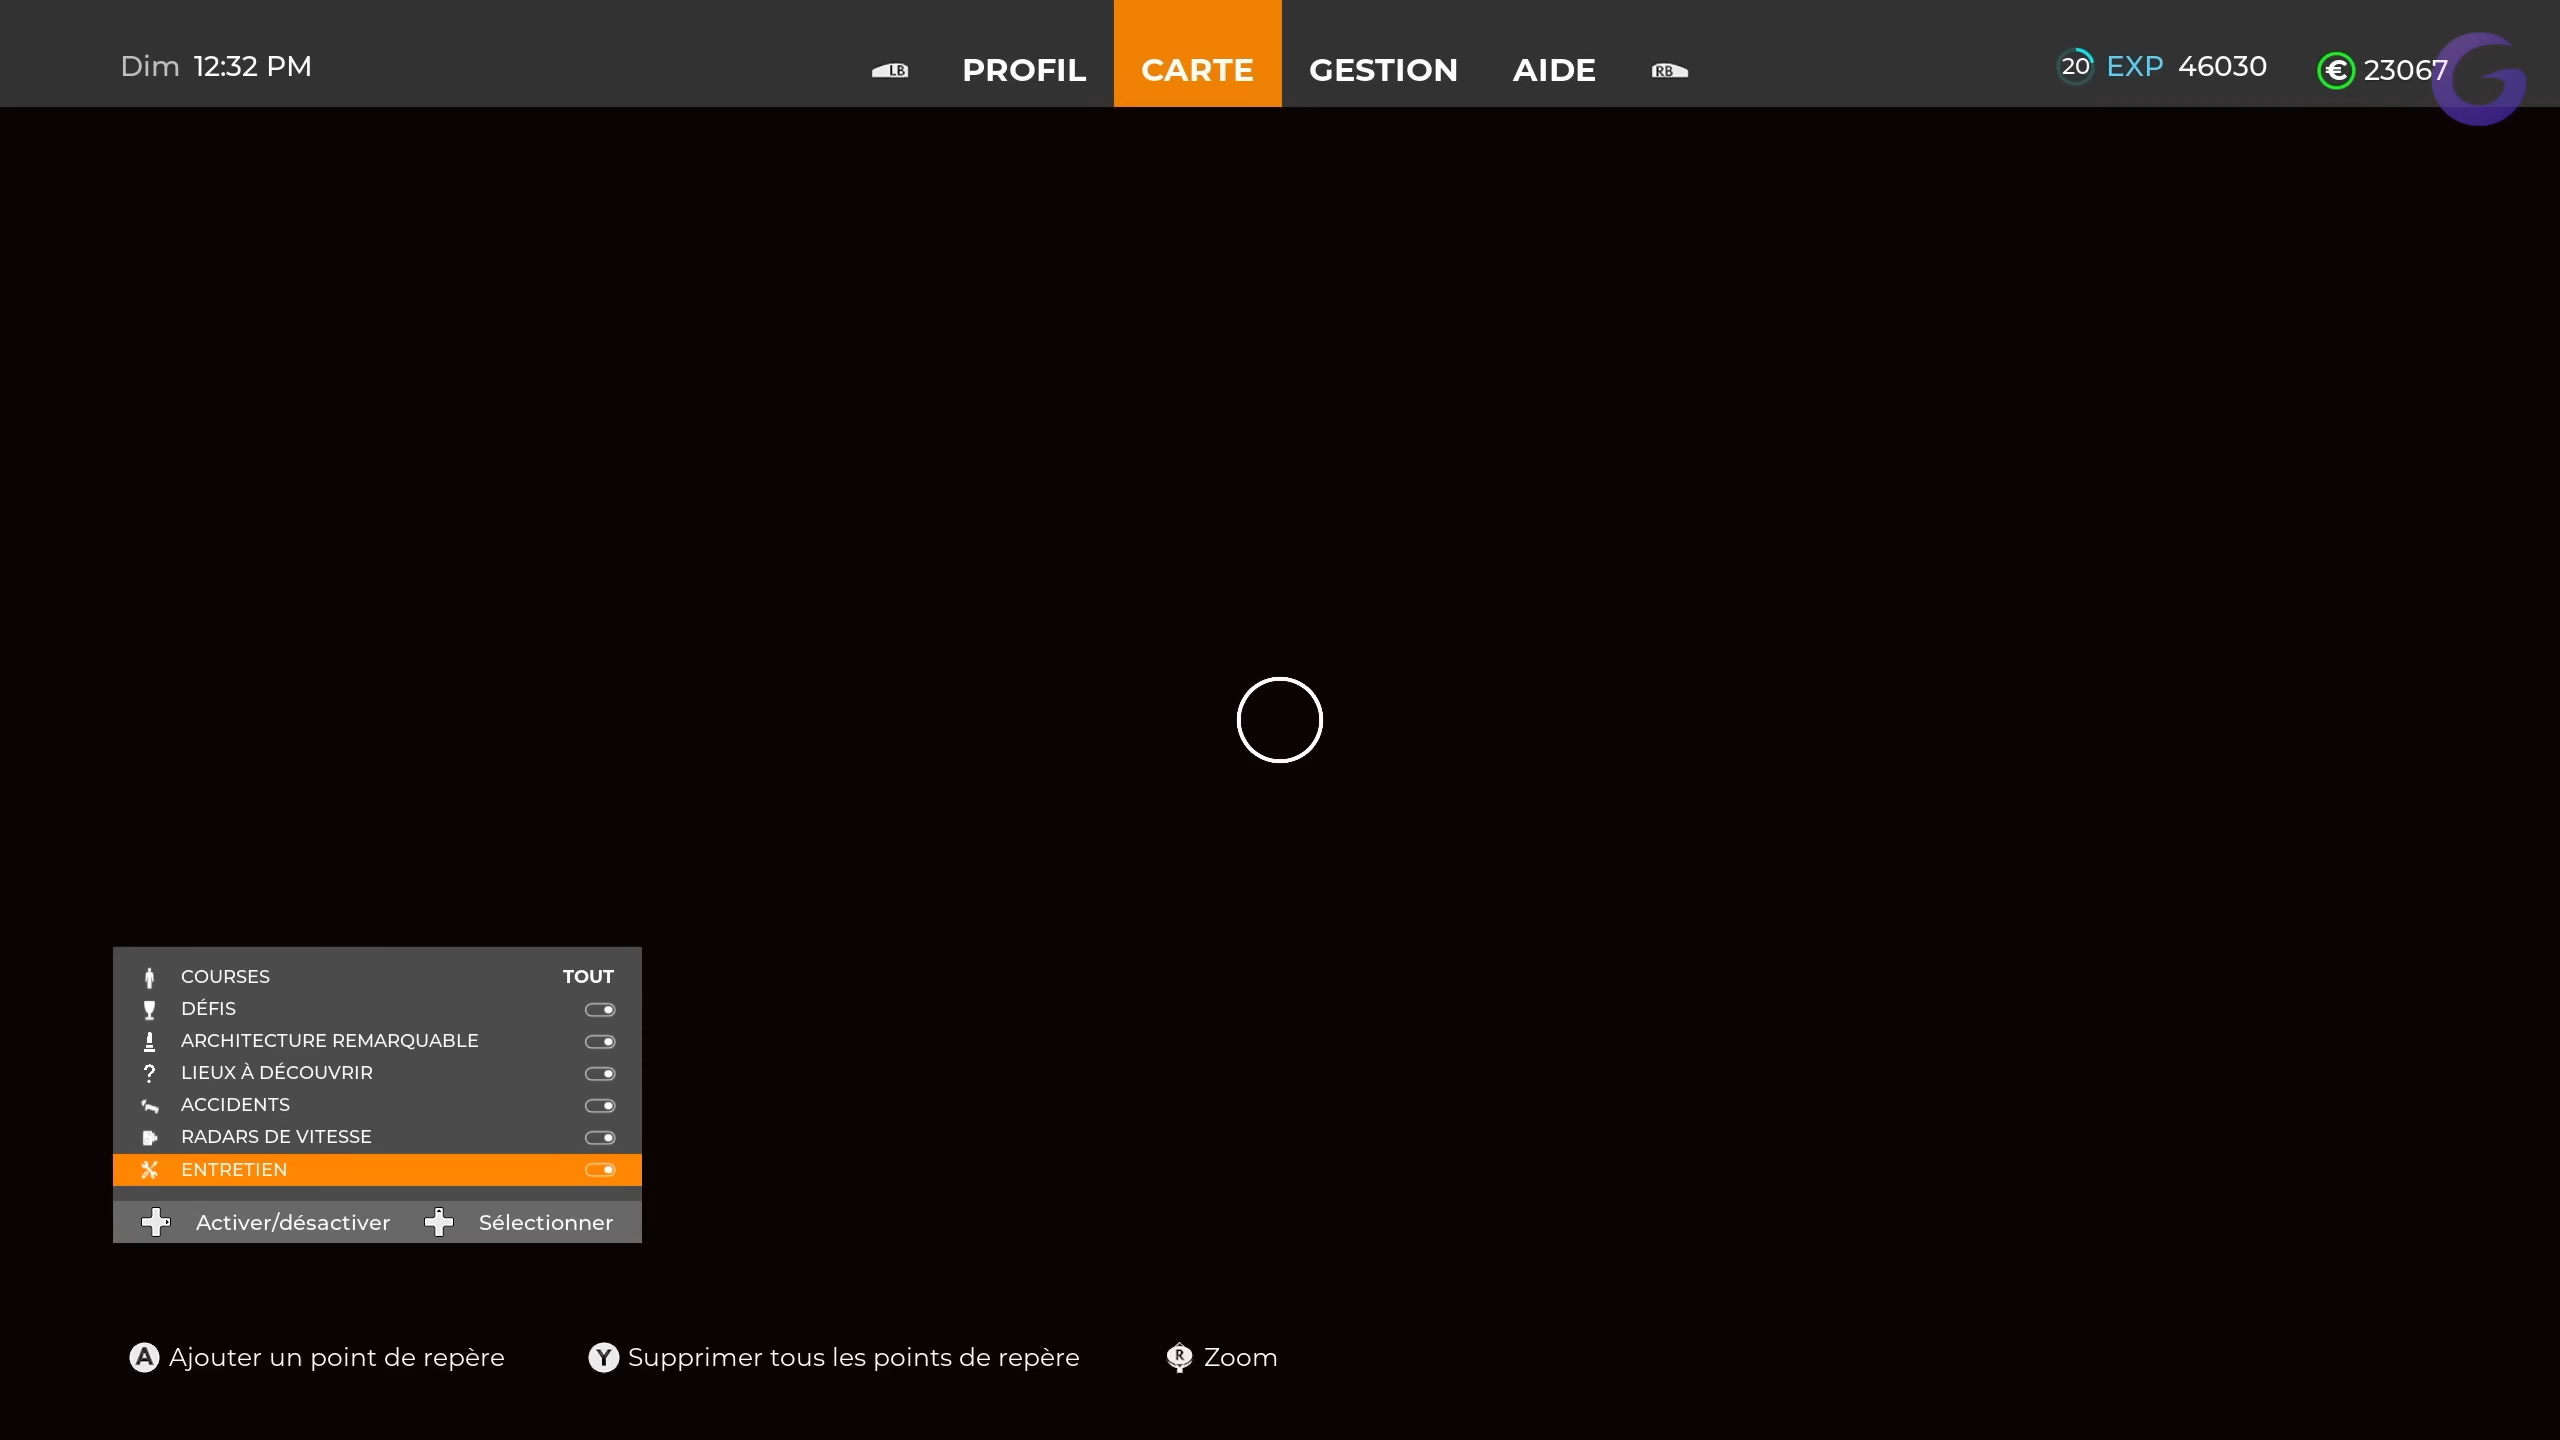 Dim 12:32 PM
LB PROFIL CARTE GESTION AIDE RB
20 EXP 46030 € 23067
COURSES TOUT
DÉFIS
ARCHITECTURE REMARQUABLE
? LIEUX À DÉCOUVRIR
ACCIDENTS
RADARS DE VITESSE
ENTRETIEN
Activer/désactiver Sélectionner
A Ajouter un point de repère Y Supprimer tous les points de repère R Zoom